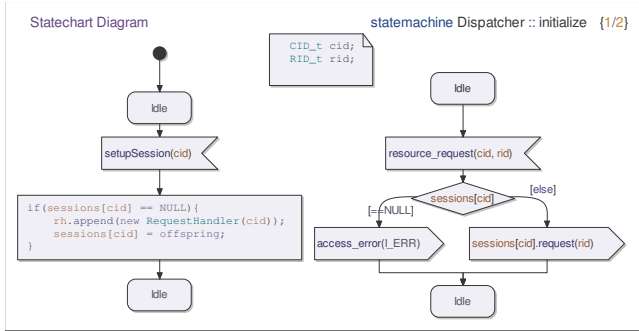 Statechart Diagram
statemachine Dispatcher :: initialize {1/2}
CID_t cid;
RID_t rid;
Idle
setupSession(cid)
if(sessions[cid] == NULL){
rh.append(new RequestHandler(cid));
sessions[cid] = offspring;
}
Idle
Idle
resource_request(cid, rid)
sessions[cid]
[==NULL]
[else]
access_error(I_ERR)
sessions[cid].request(rid)
Idle